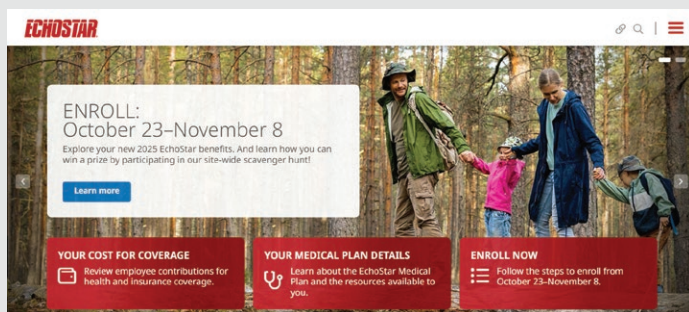 ECHOSTAR
ENROLL:
October 23–November 8
Explore your new 2025 EchoStar benefits. And learn how you can
win a prize by participating in our site-wide scavenger hunt!
Learn more
YOUR COST FOR COVERAGE
Review employee contributions for
health and insurance coverage.
YOUR MEDICAL PLAN DETAILS
Learn about the EchoStar Medical
Plan and the resources available to
you.
ENROLL NOW
Follow the steps to enroll from
October 23–November 8.